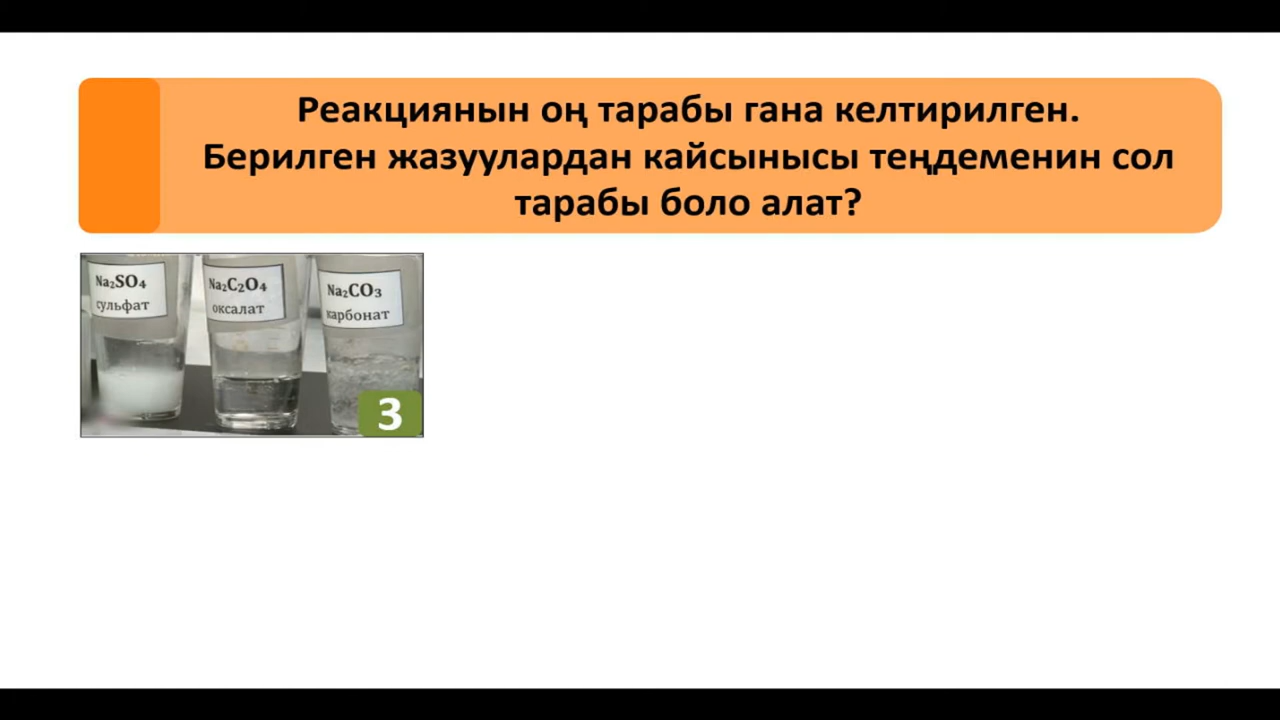 Реакциянын оң тарабы гана келтирилген.
Берилген жазуулардан кайсынысы теңдеменин сол
тарабы боло алат?
Na₂SO₄
сульфат
Na₂C₂O₄
оксалат
Na₂CO₃
карбонат
3